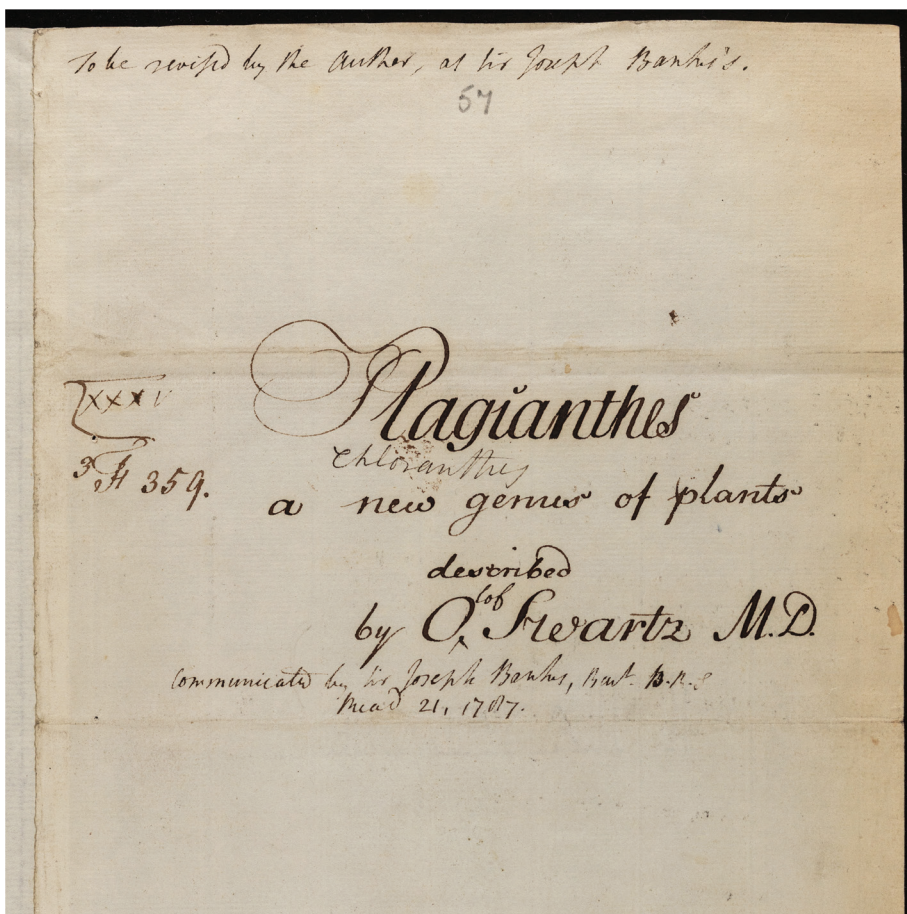 To be revised by the Author, at Sir Joseph Banks's.
57
XXXV
Plagianthes
Chloranthus
359.
a new genus of plants
described
by Olof Swartz M.D.
Communicated by Sir Joseph Banks, Bart. P.R.S
Read 21, 1787.